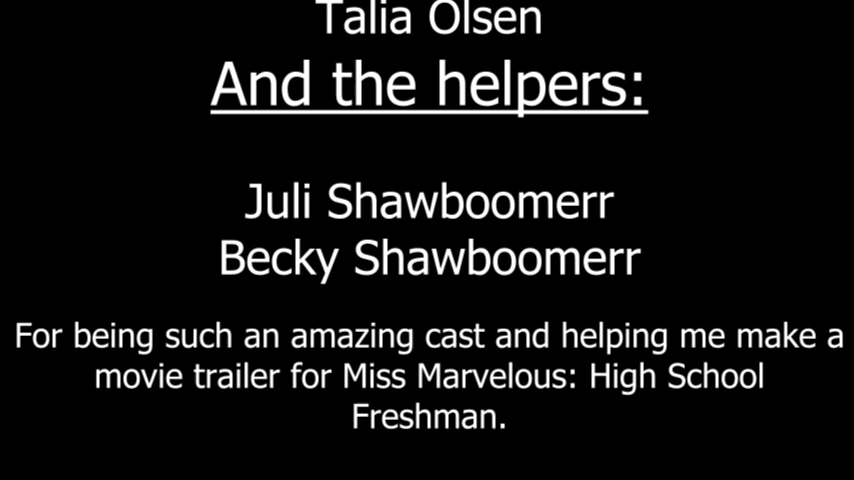 Talia Olsen
And the helpers:
Juli Shawboomerr
Becky Shawboomerr
For being such an amazing cast and helping me make a
movie trailer for Miss Marvelous: High School
Freshman.